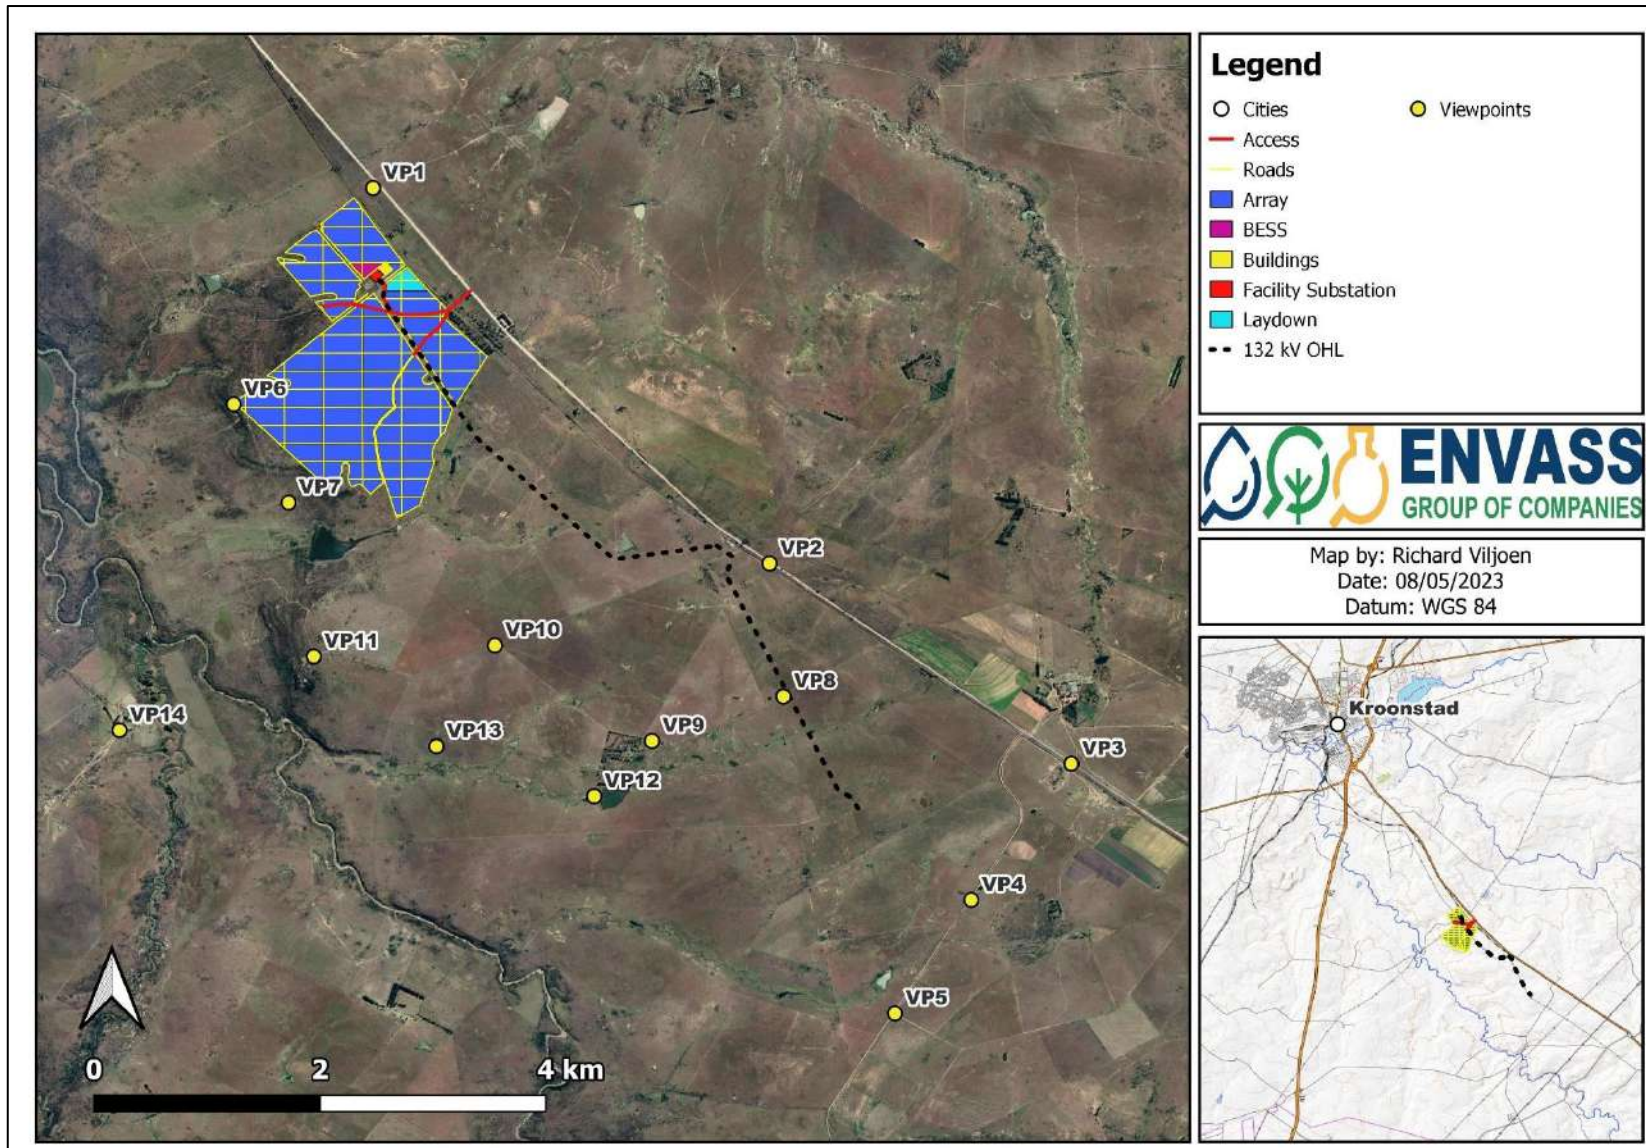 VP1
VP6
VP7
VP2
VP10
VP11
VP8
VP14
VP13
VP9
VP3
VP12
VP4
VP5
0 2 4 km
Legend
Cities
Viewpoints
Access
Roads
Array
BESS
Buildings
Facility Substation
Laydown
132 kV OHL
ENVASS
GROUP OF COMPANIES
Map by: Richard Viljoen
Date: 08/05/2023
Datum: WGS 84
Kroonstad